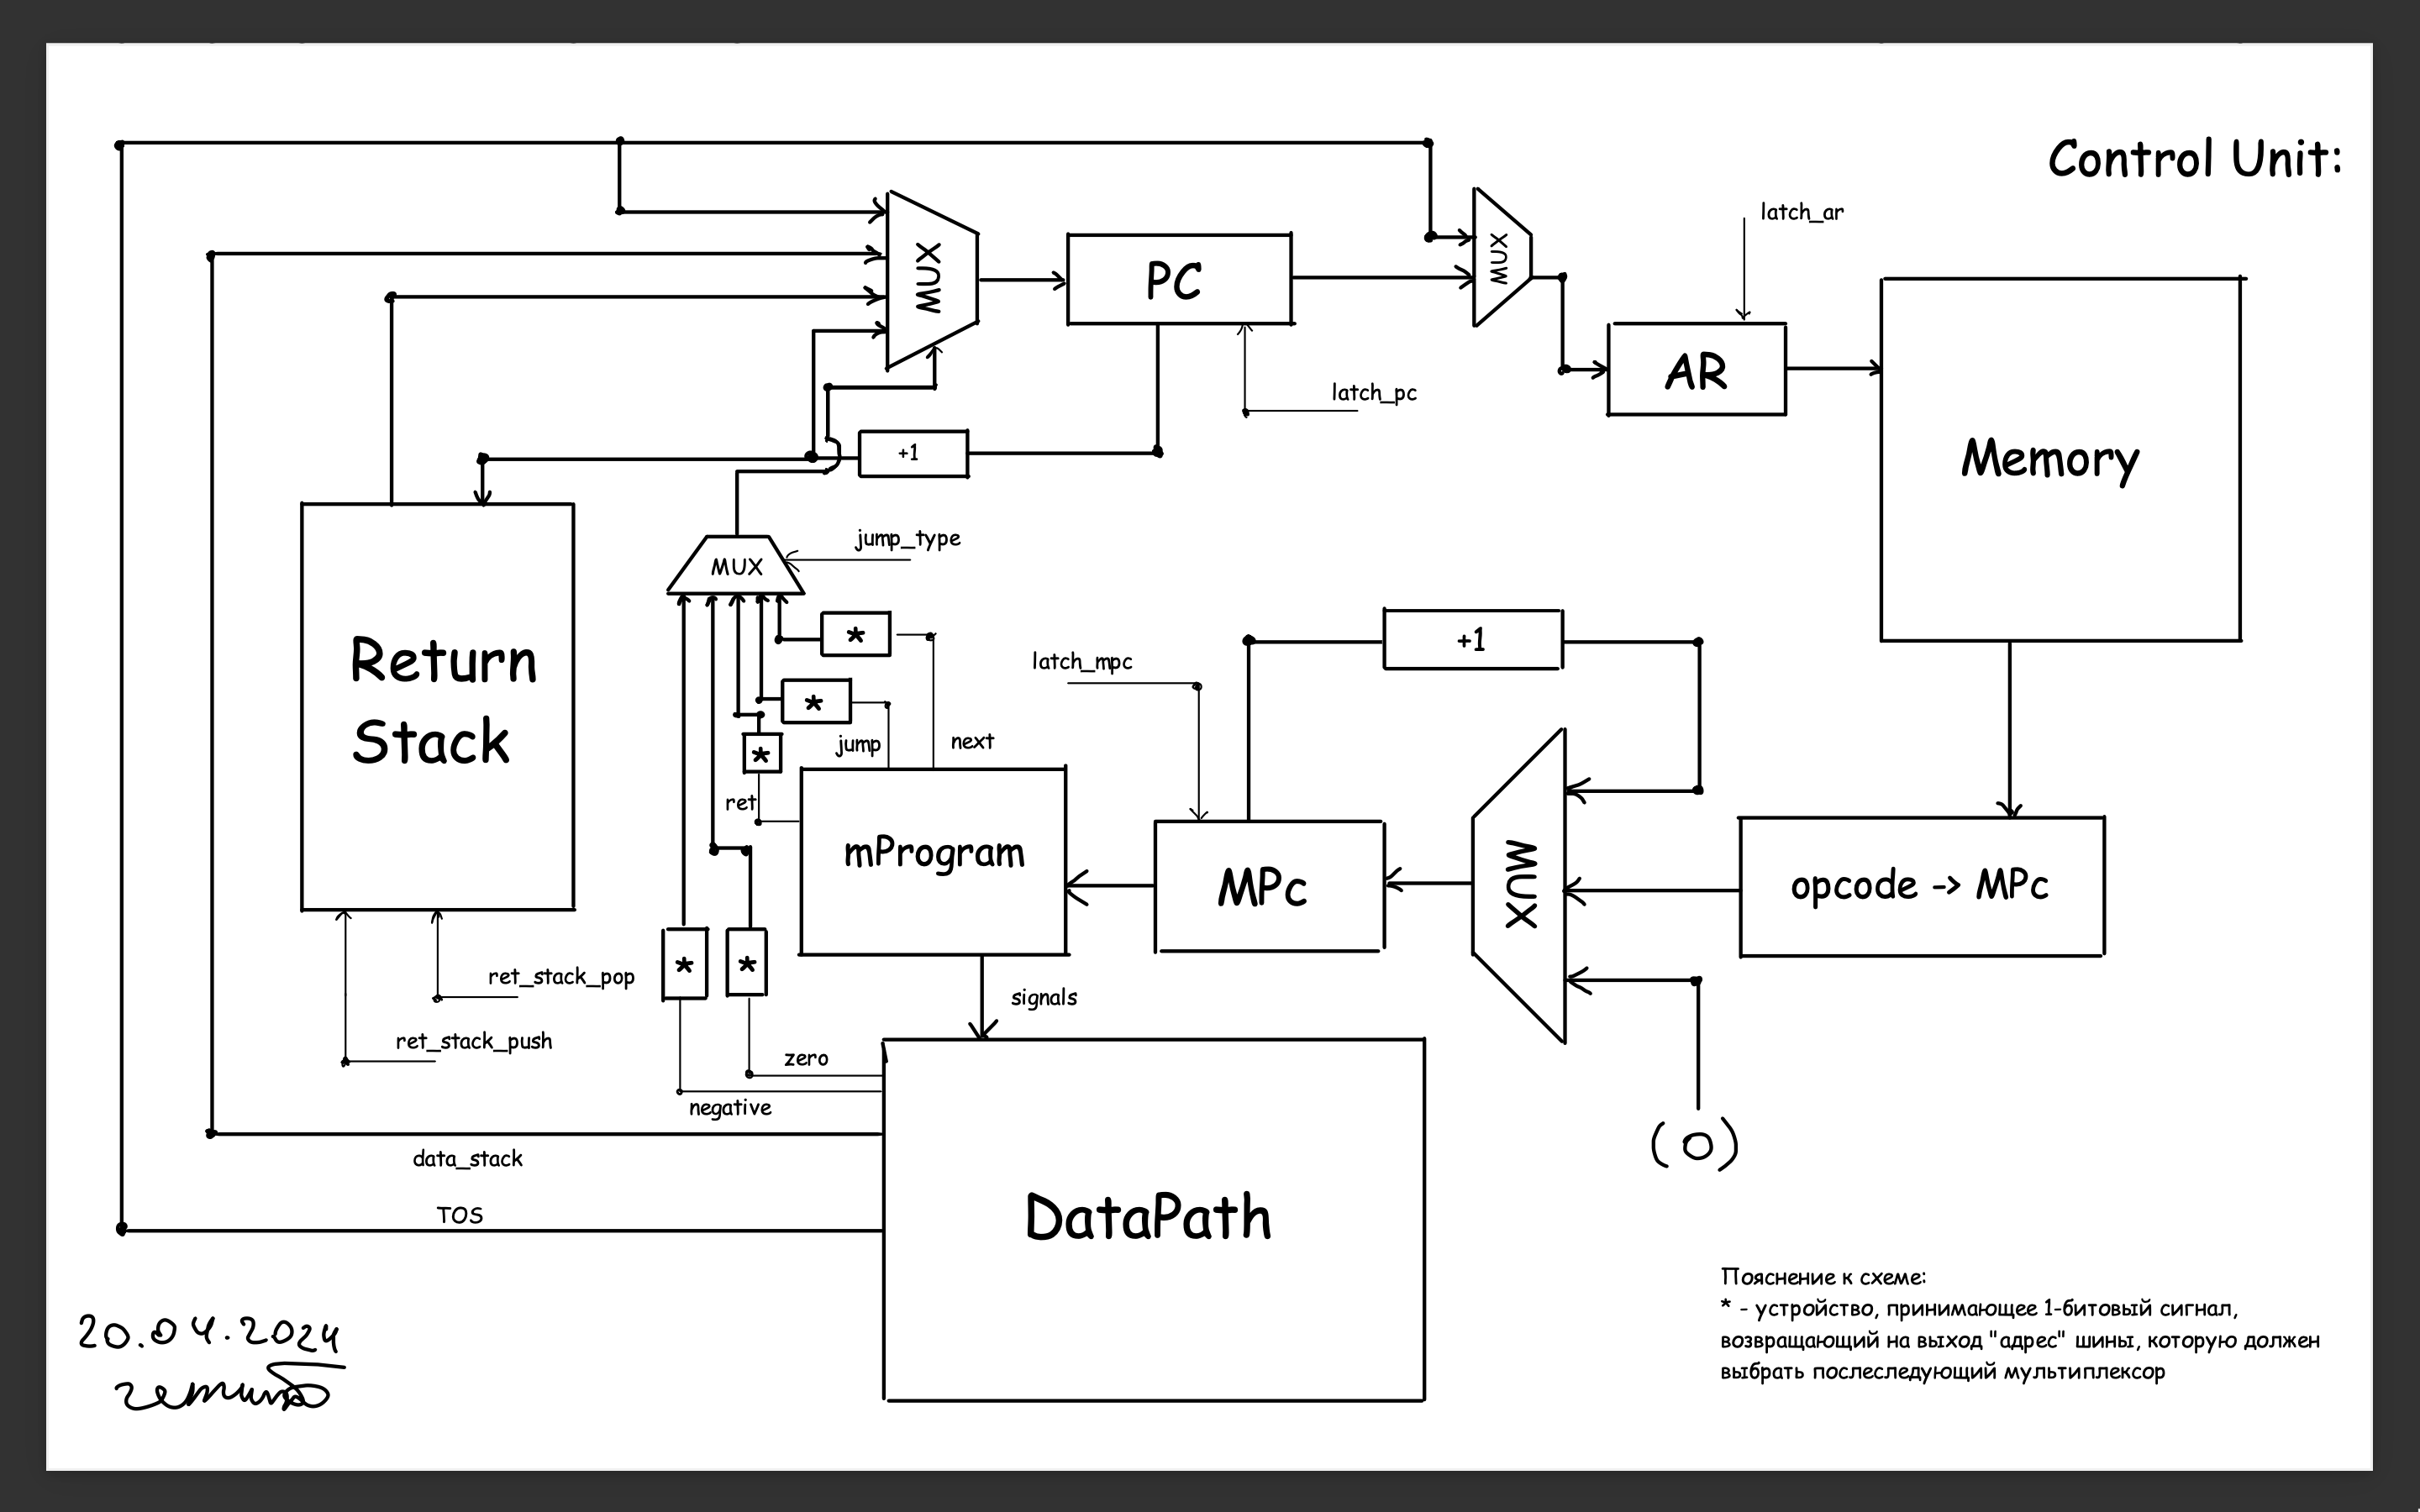 Control Unit:
latch_ar
MUX
MUX
PC
AR
latch_pc
Memory
+1
jump_type
MUX
*
+1
Return
Stack
latch_mpc
*
jump
next
*
ret
mProgram
MPc
MUX
opcode -> MPc
*
*
ret_stack_pop
signals
ret_stack_push
zero
negative
(0)
data_stack
TOS
DataPath
Пояснение к схеме:
* - устройство, принимающее 1-битовый сигнал,
возвращающий на выход "адрес" шины, которую должен
выбрать послеследующий мультиплексор
20.04.2024